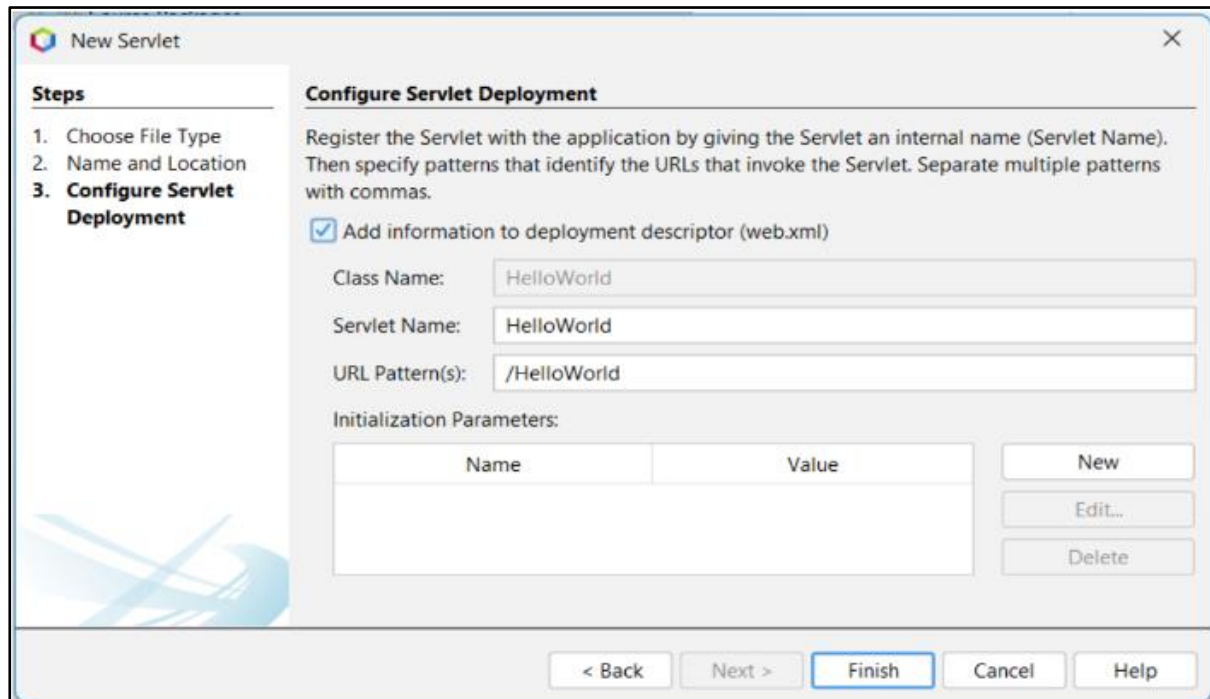 New Servlet
Steps
1. Choose File Type
2. Name and Location
3. Configure Servlet
Deployment
Configure Servlet Deployment
Register the Servlet with the application by giving the Servlet an internal name (Servlet Name).
Then specify patterns that identify the URLs that invoke the Servlet. Separate multiple patterns
with commas.
Add information to deployment descriptor (web.xml)
Class Name: HelloWorld
Servlet Name: HelloWorld
URL Pattern(s): /HelloWorld
Initialization Parameters:
Name Value
New
Edit...
Delete
< Back Next > Finish Cancel Help